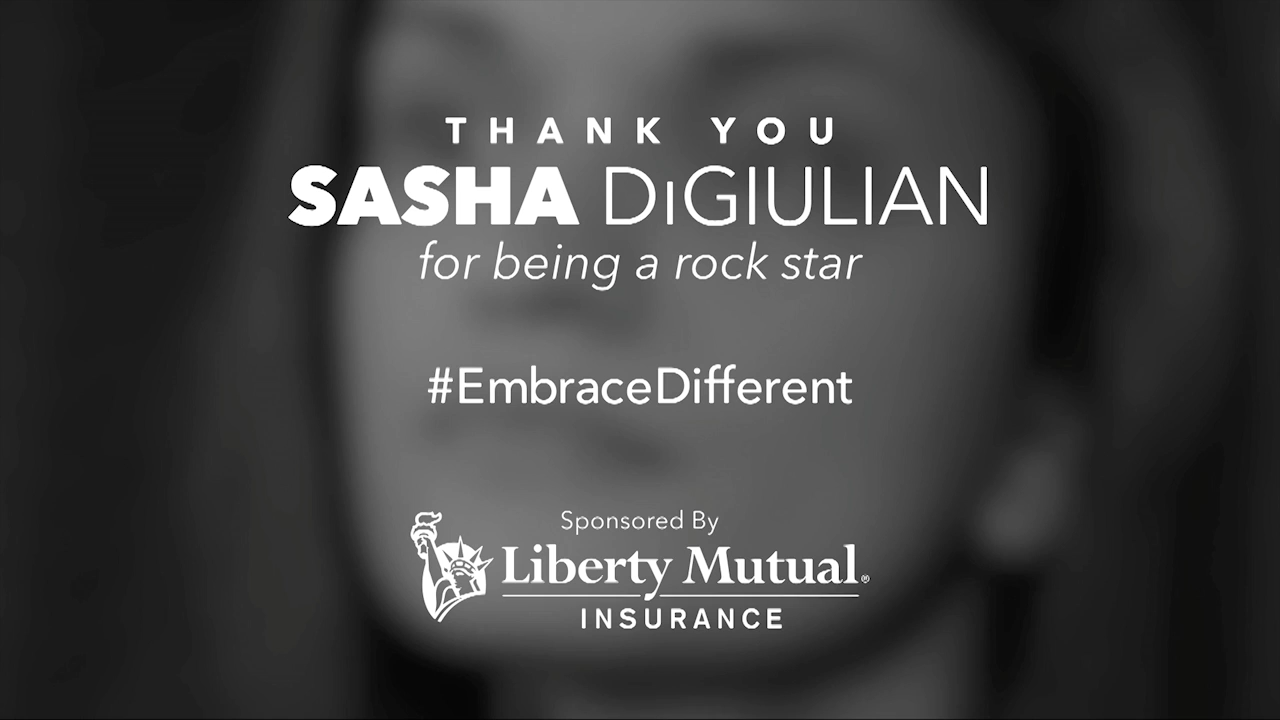 THANK YOU
SASHA DiGIULIAN
for being a rock star
#EmbraceDifferent
Sponsored By
Liberty Mutual®
INSURANCE